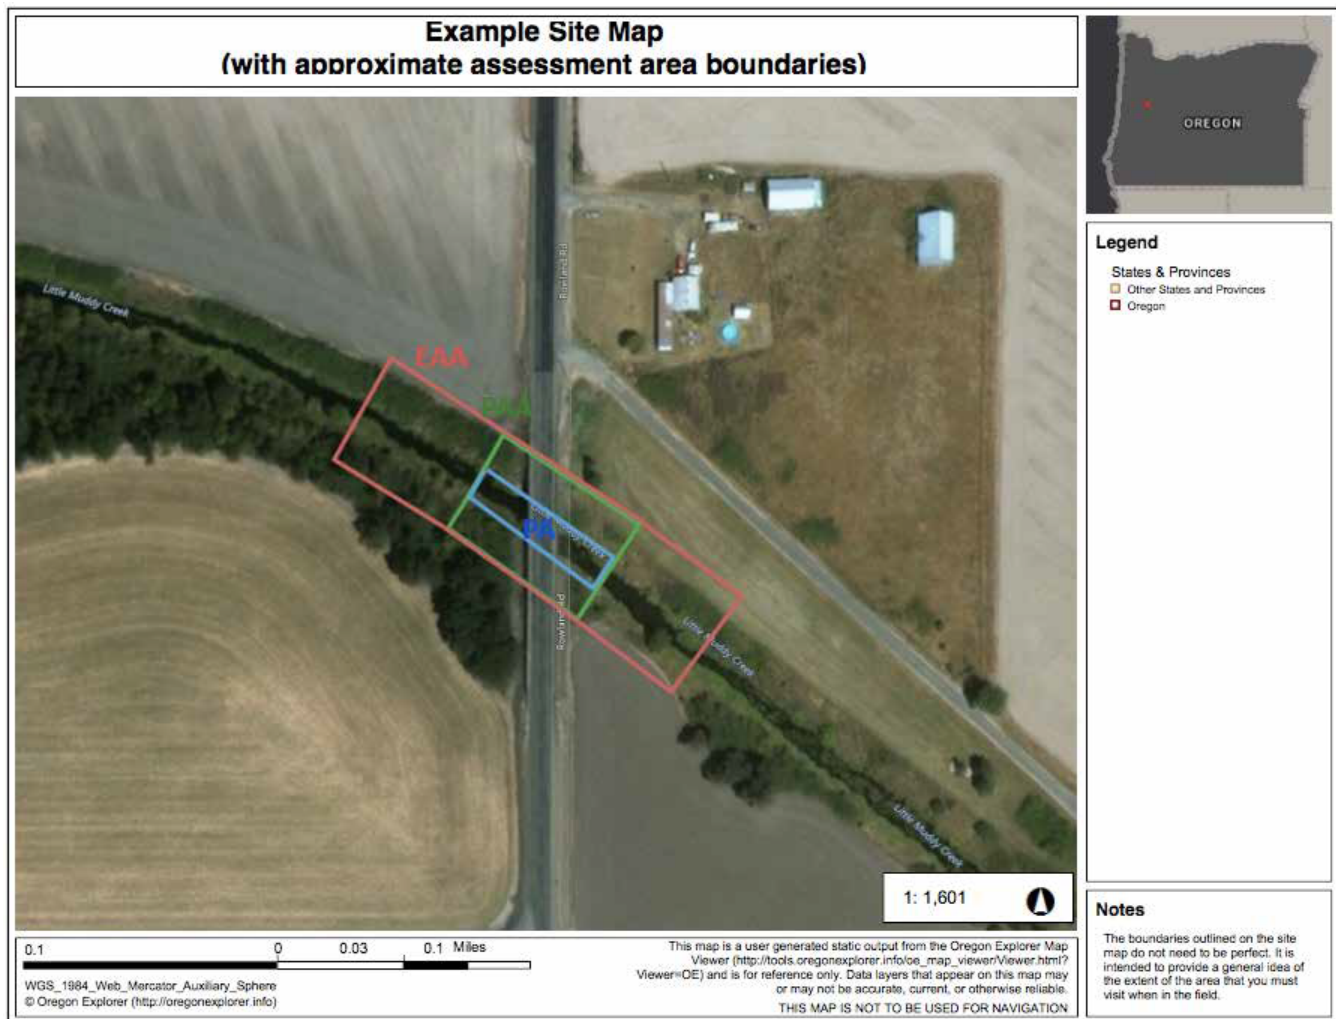 Example Site Map
(with approximate assessment area boundaries)
OREGON
Legend
States & Provinces
Other States and Provinces
Oregon
Rowland Rd
Little Muddy Creek
EAA
PAA
PA
Muddy Creek
Rowland Rd
Little Muddy Creek
Little Muddy Creek
1: 1,601
Notes
The boundaries outlined on the site
map do not need to be perfect. It is
intended to provide a general idea of
the extent of the area that you must
visit when in the field.
0.1 0 0.03 0.1 Miles
WGS_1984_Web_Mercator_Auxiliary_Sphere
© Oregon Explorer (http://oregonexplorer.info)
This map is a user generated static output from the Oregon Explorer Map
Viewer (http://tools.oregonexplorer.info/oe_map_viewer/Viewer.html?
Viewer=OE) and is for reference only. Data layers that appear on this map may
or may not be accurate, current, or otherwise reliable.
THIS MAP IS NOT TO BE USED FOR NAVIGATION